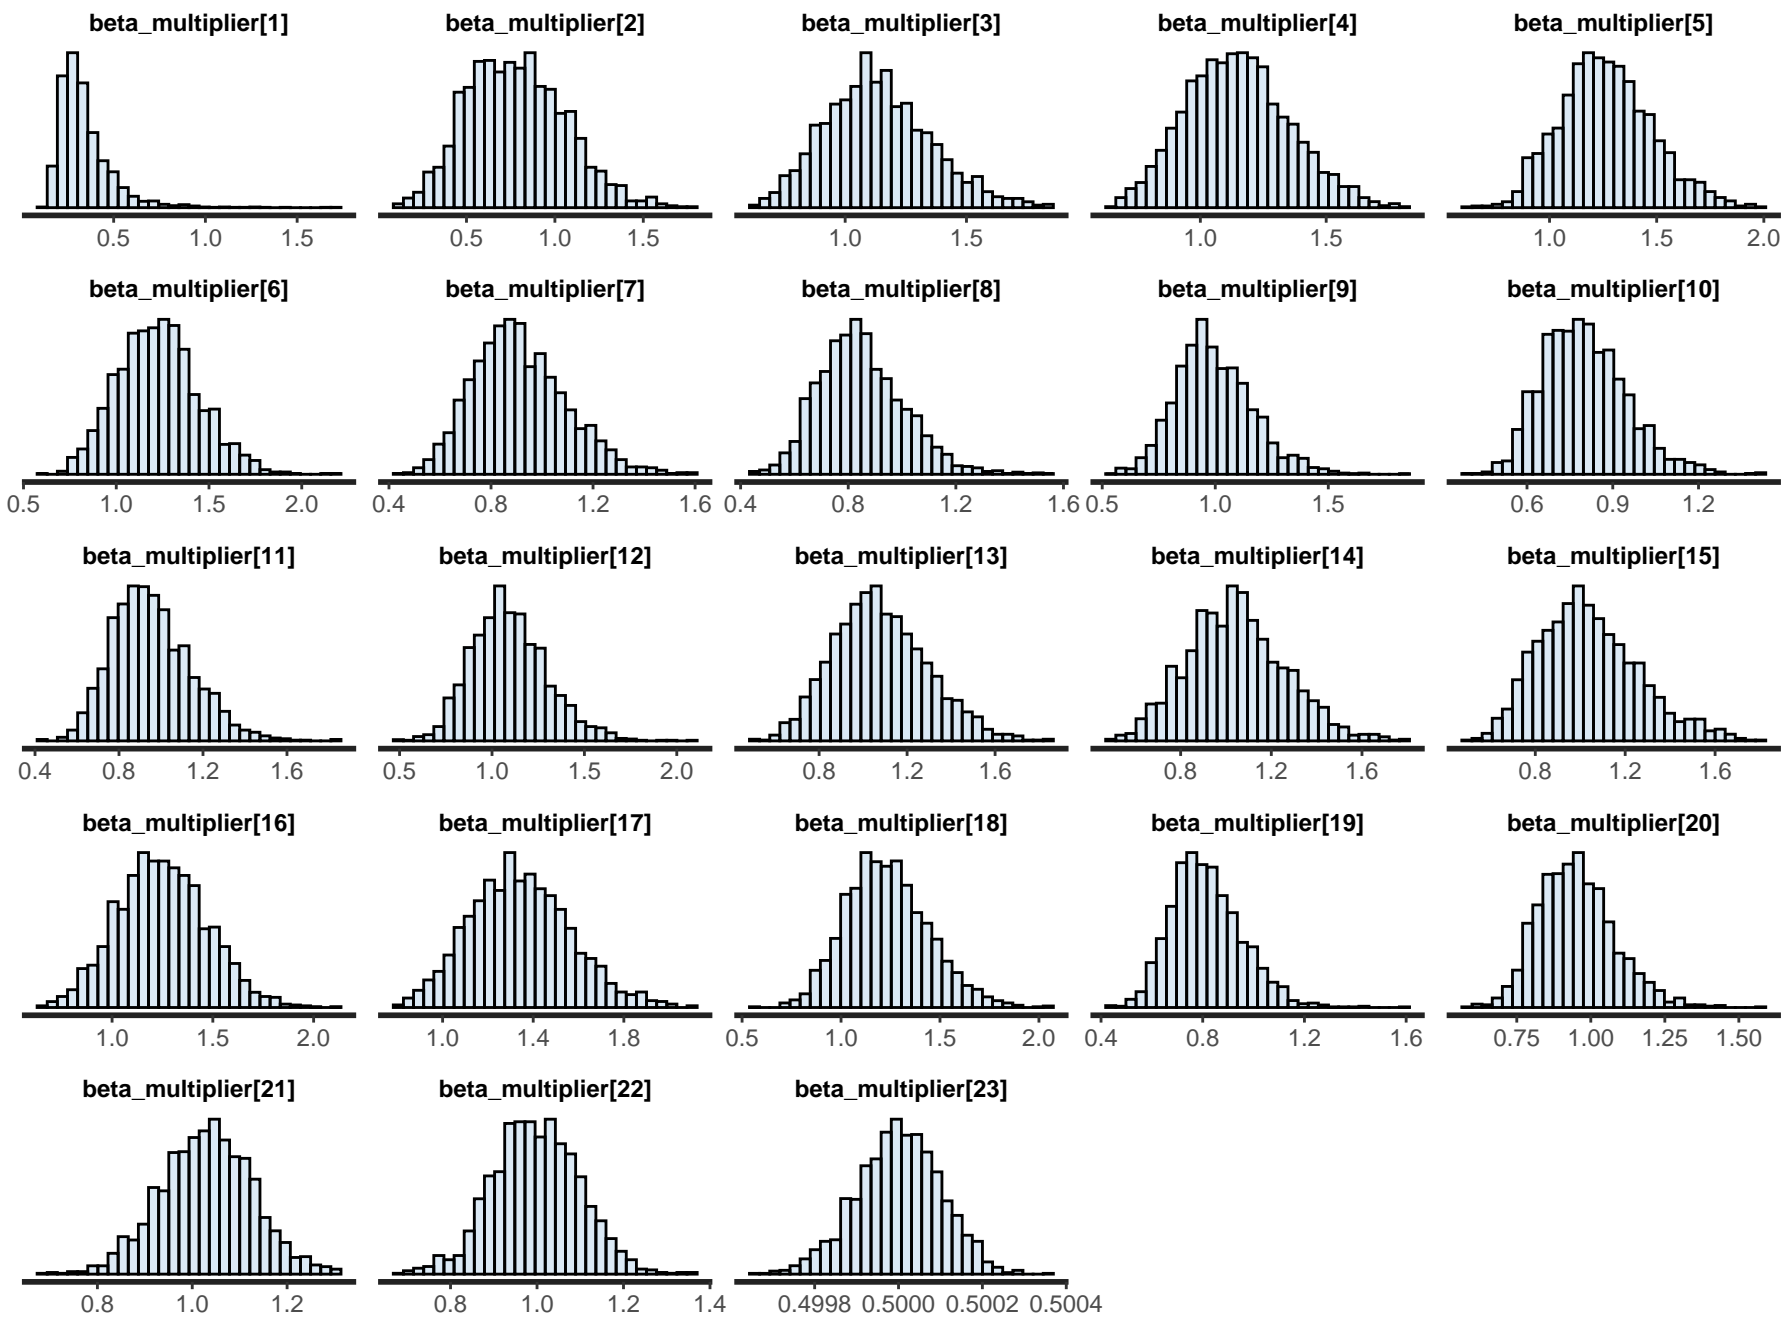 beta_multiplier[1] beta_multiplier[2] beta_multiplier[3] beta_multiplier[4] beta_multiplier[5]
0.5 1.0 1.5 0.5 1.0 1.5 1.0 1.5 1.0 1.5 1.0 1.5 2.0
beta_multiplier[6] beta_multiplier[7] beta_multiplier[8] beta_multiplier[9] beta_multiplier[10]
0.5 1.0 1.5 2.0 0.4 0.8 1.2 1.6 0.4 0.8 1.2 1.6 0.5 1.0 1.5 0.6 0.9 1.2
beta_multiplier[11] beta_multiplier[12] beta_multiplier[13] beta_multiplier[14] beta_multiplier[15]
0.4 0.8 1.2 1.6 0.5 1.0 1.5 2.0 0.8 1.2 1.6 0.8 1.2 1.6 0.8 1.2 1.6
beta_multiplier[16] beta_multiplier[17] beta_multiplier[18] beta_multiplier[19] beta_multiplier[20]
1.0 1.5 2.0 1.0 1.4 1.8 0.5 1.0 1.5 2.0 0.4 0.8 1.2 1.6 0.75 1.00 1.25 1.50
beta_multiplier[21] beta_multiplier[22] beta_multiplier[23]
0.8 1.0 1.2 0.8 1.0 1.2 1.4 0.4998 0.5000 0.5002 0.5004